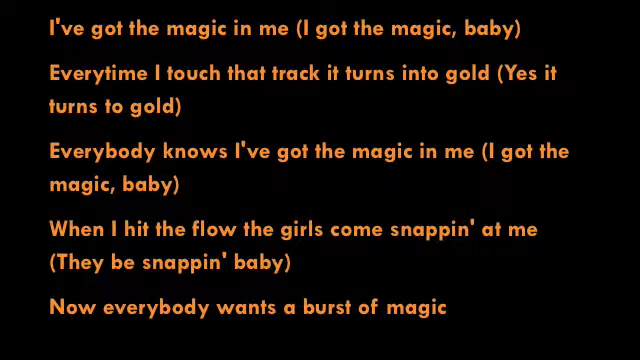 I've got the magic in me (I got the magic, baby)
Everytime I touch that track it turns into gold (Yes it
turns to gold)
Everybody knows I've got the magic in me (I got the
magic, baby)
When I hit the flow the girls come snappin' at me
(They be snappin' baby)
Now everybody wants a burst of magic